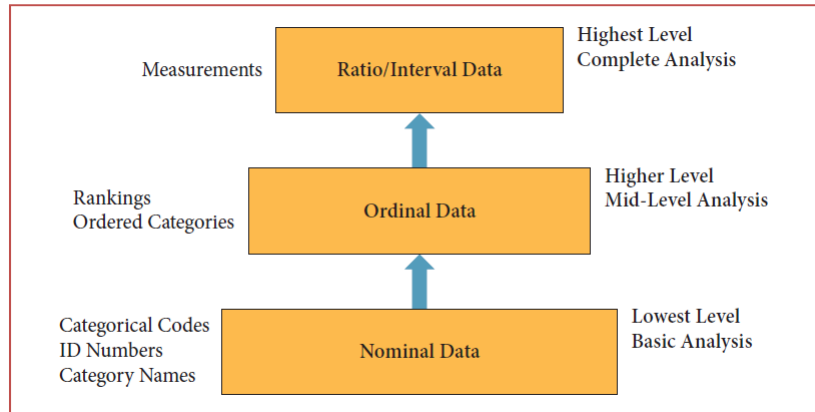 Measurements
Ratio/Interval Data
Highest Level
Complete Analysis
Rankings
Ordered Categories
Ordinal Data
Higher Level
Mid-Level Analysis
Categorical Codes
ID Numbers
Category Names
Nominal Data
Lowest Level
Basic Analysis